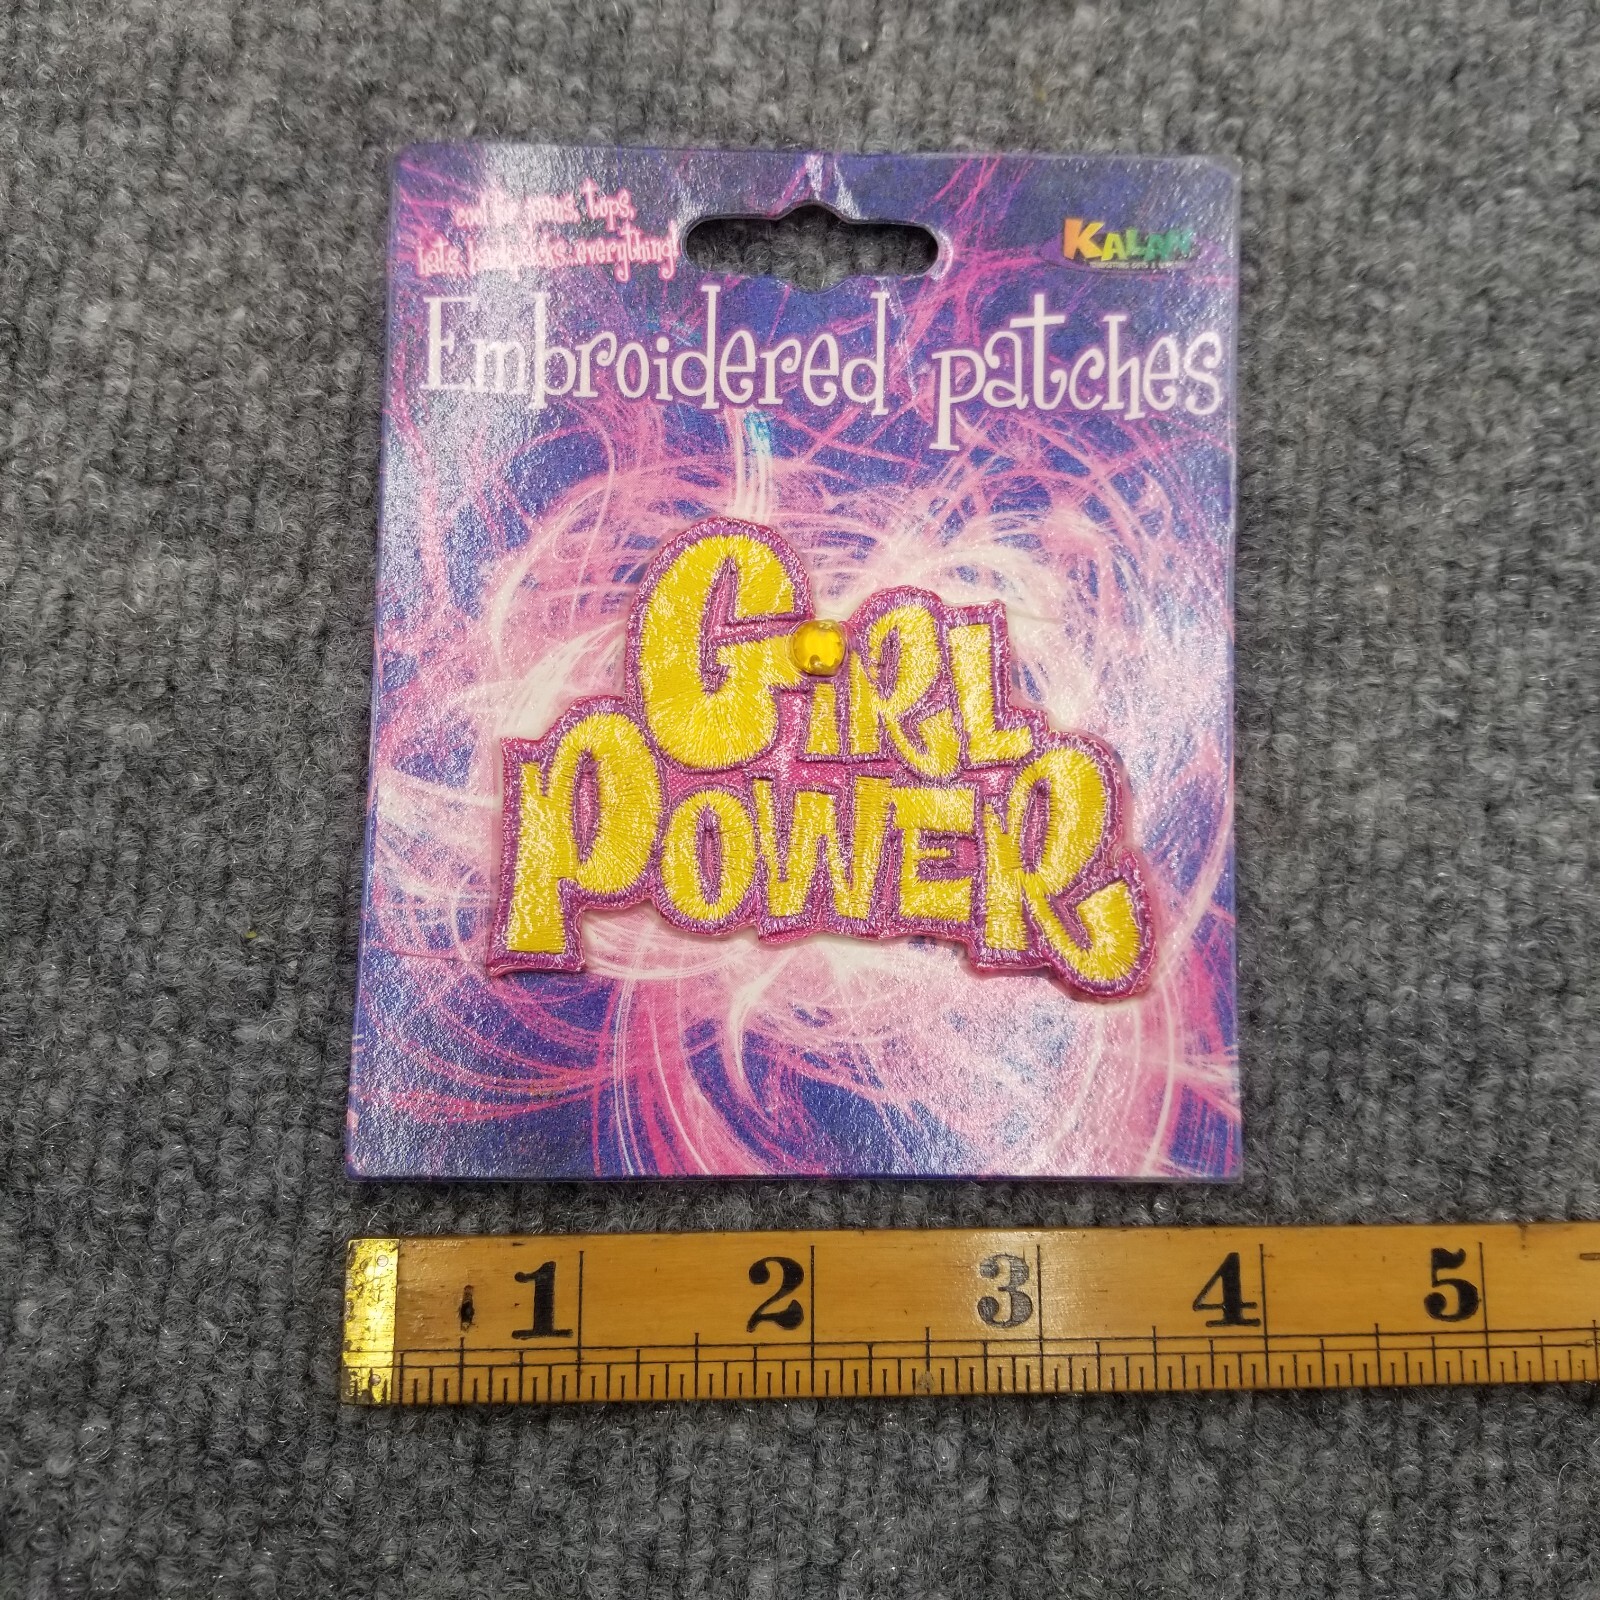 cool for jeans, tops,
hats, backpacks...everything!
KALAN
Embroidered patches
GiRL
POWER
1 2 3 4 5